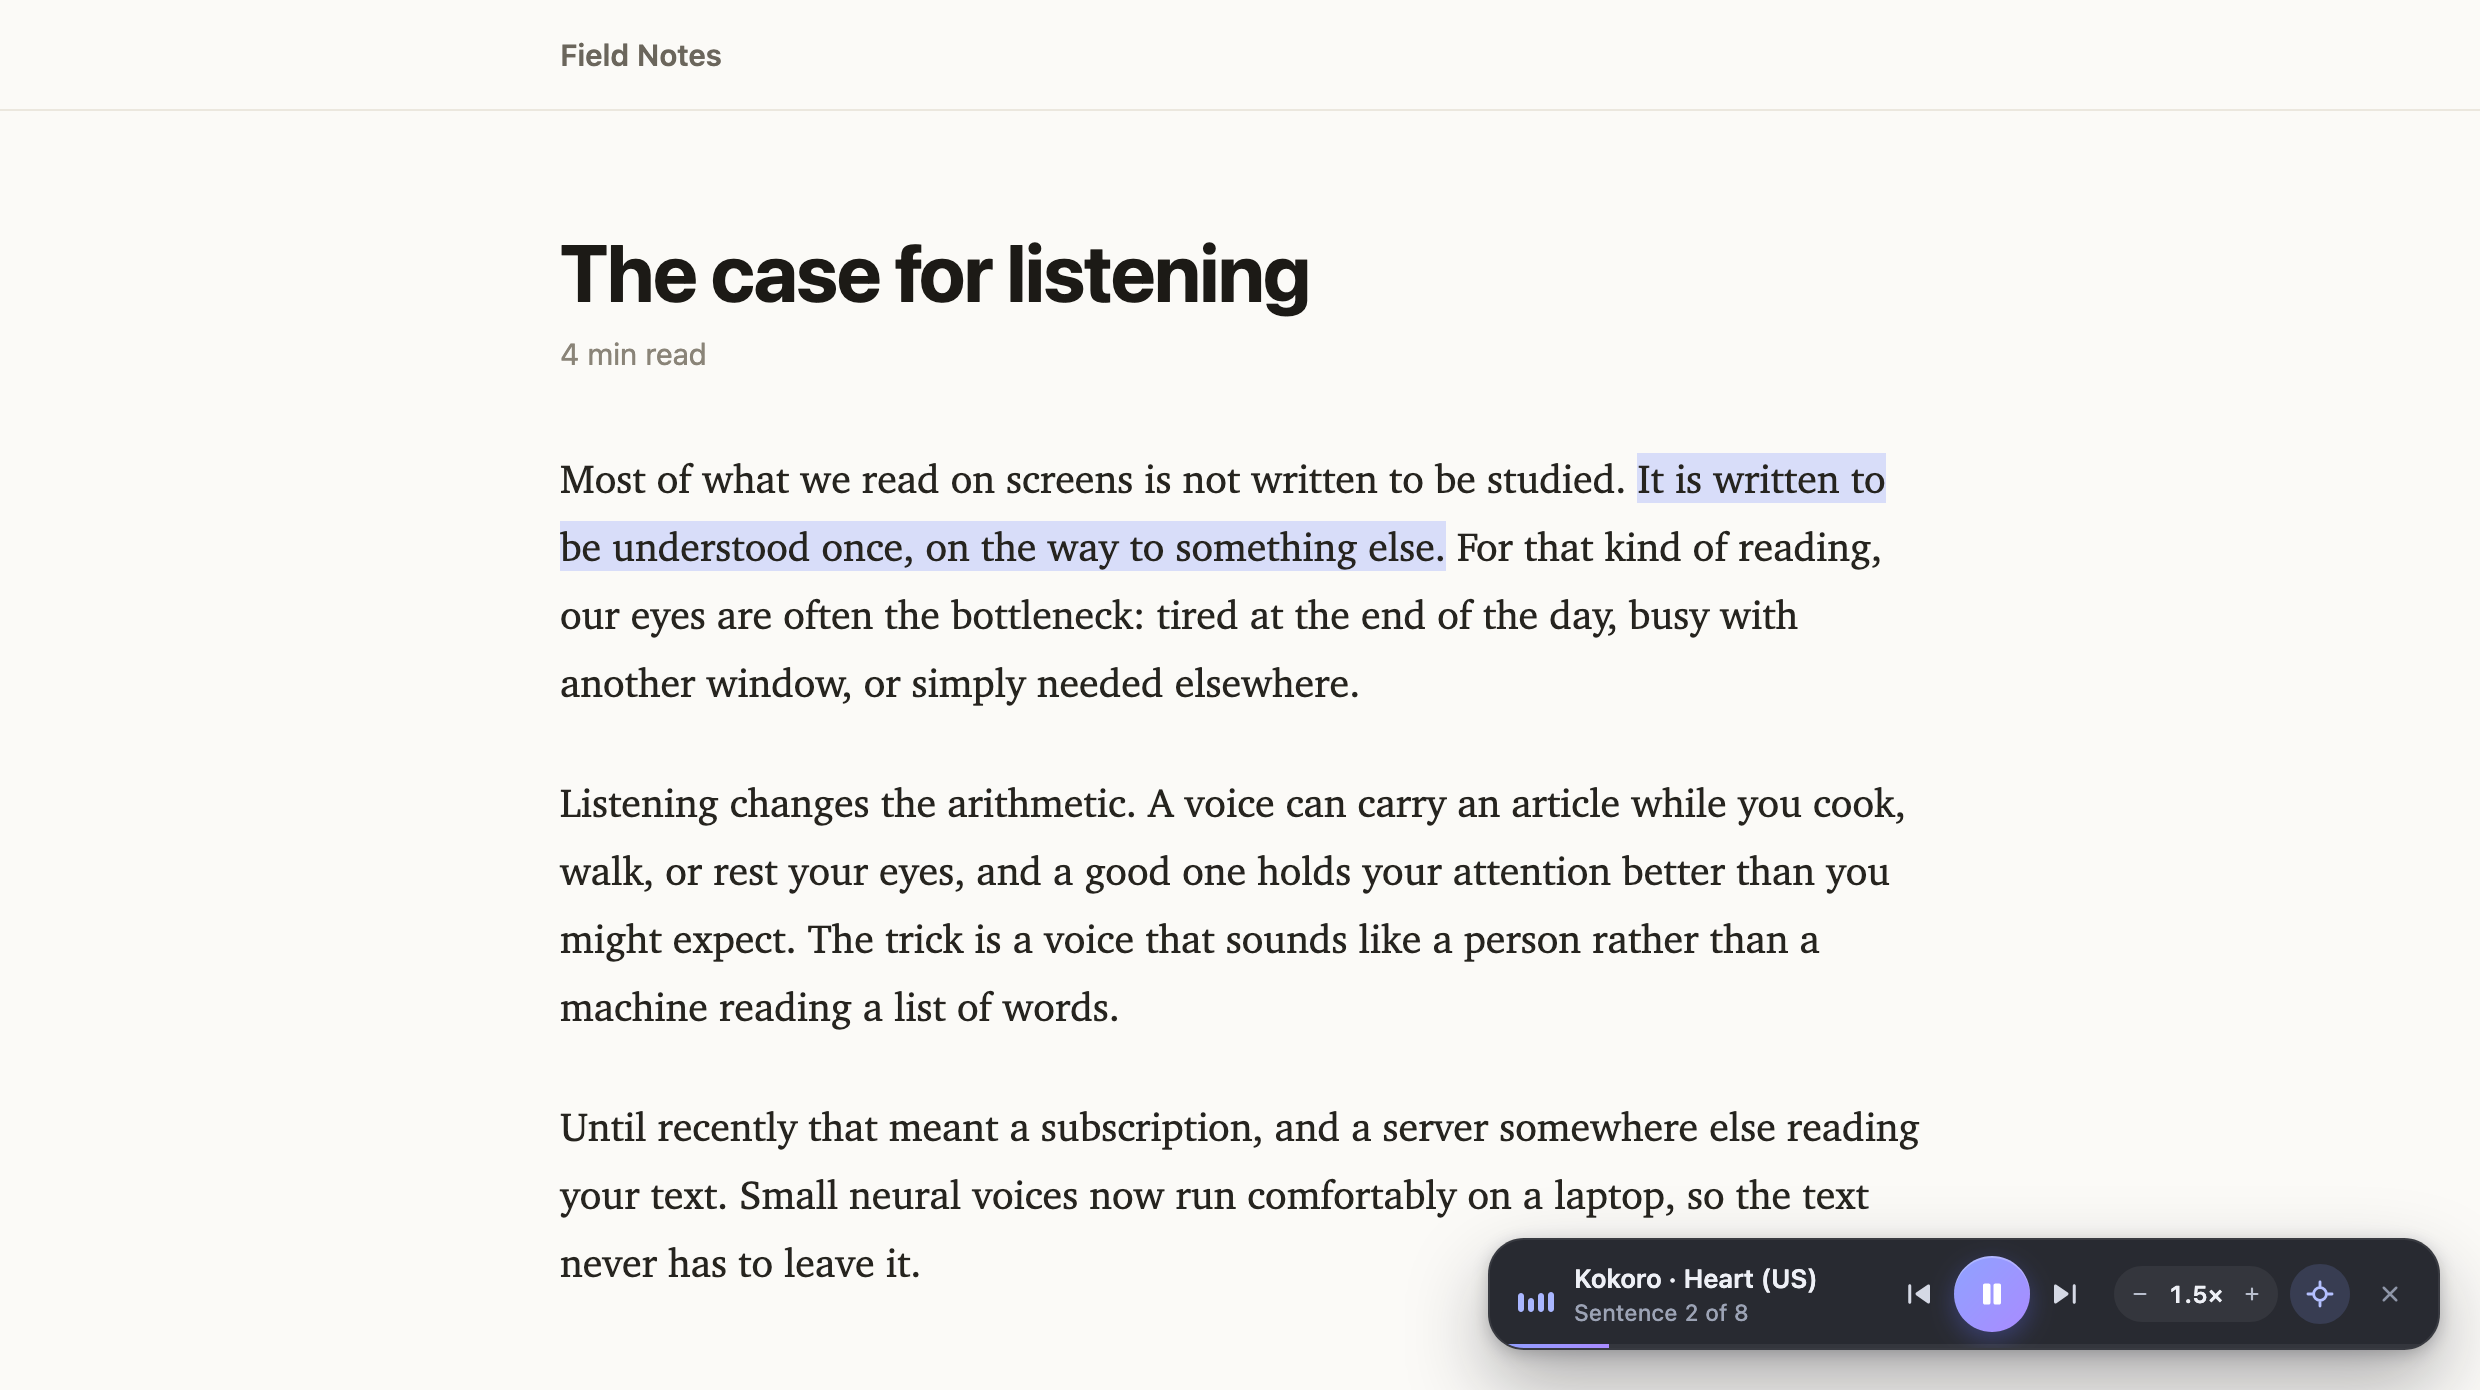 Field Notes
The case for listening
4 min read
Most of what we read on screens is not written to be studied. It is written to
be understood once, on the way to something else. For that kind of reading,
our eyes are often the bottleneck: tired at the end of the day, busy with
another window, or simply needed elsewhere.
Listening changes the arithmetic. A voice can carry an article while you cook,
walk, or rest your eyes, and a good one holds your attention better than you
might expect. The trick is a voice that sounds like a person rather than a
machine reading a list of words.
Until recently that meant a subscription, and a server somewhere else reading
your text. Small neural voices now run comfortably on a laptop, so the text
never has to leave it.
Kokoro · Heart (US)
Sentence 2 of 8
− 1.5× +